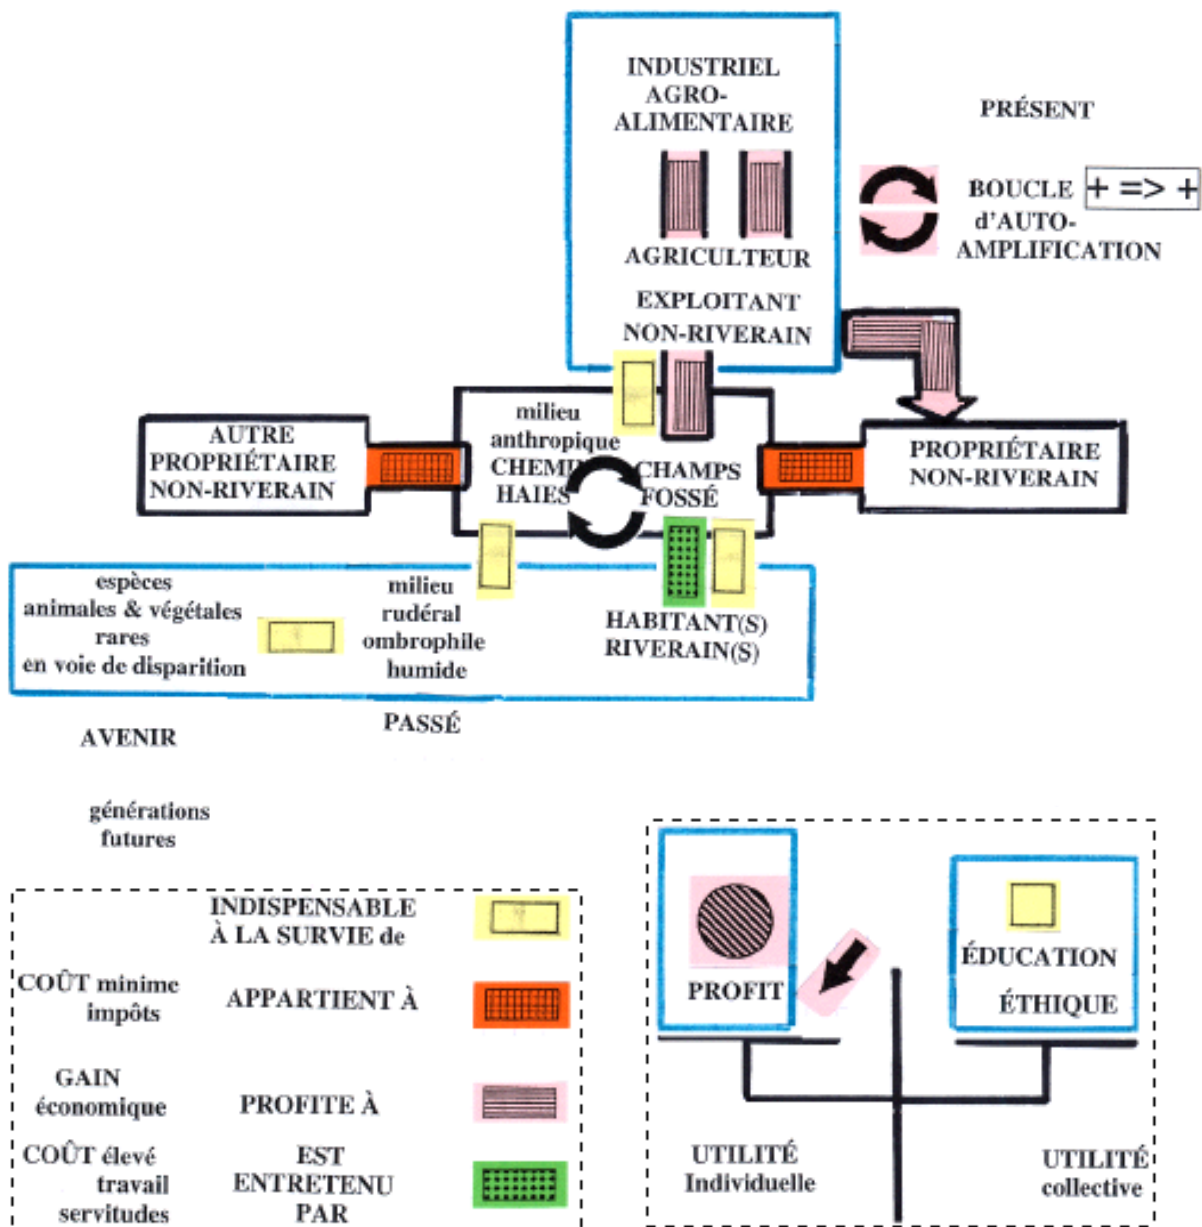 INDUSTRIEL
AGRO-
ALIMENTAIRE
AGRICULTEUR
EXPLOITANT
NON-RIVERAIN
PRÉSENT
BOUCLE + => +
d'AUTO-
AMPLIFICATION
AUTRE
PROPRIÉTAIRE
NON-RIVERAIN
milieu
anthropique
CHEMIN CHAMPS
HAIES FOSSÉ
PROPRIÉTAIRE
NON-RIVERAIN
espèces
animales & végétales
rares
en voie de disparition
milieu
rudéral
ombrophile
humide
HABITANT(S)
RIVERAIN(S)
AVENIR
PASSÉ
générations
futures
INDISPENSABLE
À LA SURVIE de
COÛT minime
impôts
APPARTIENT À
GAIN
économique
PROFITE À
COÛT élevé
travail
servitudes
EST
ENTRETENU
PAR
PROFIT
ÉDUCATION
ÉTHIQUE
UTILITÉ
Individuelle
UTILITÉ
collective